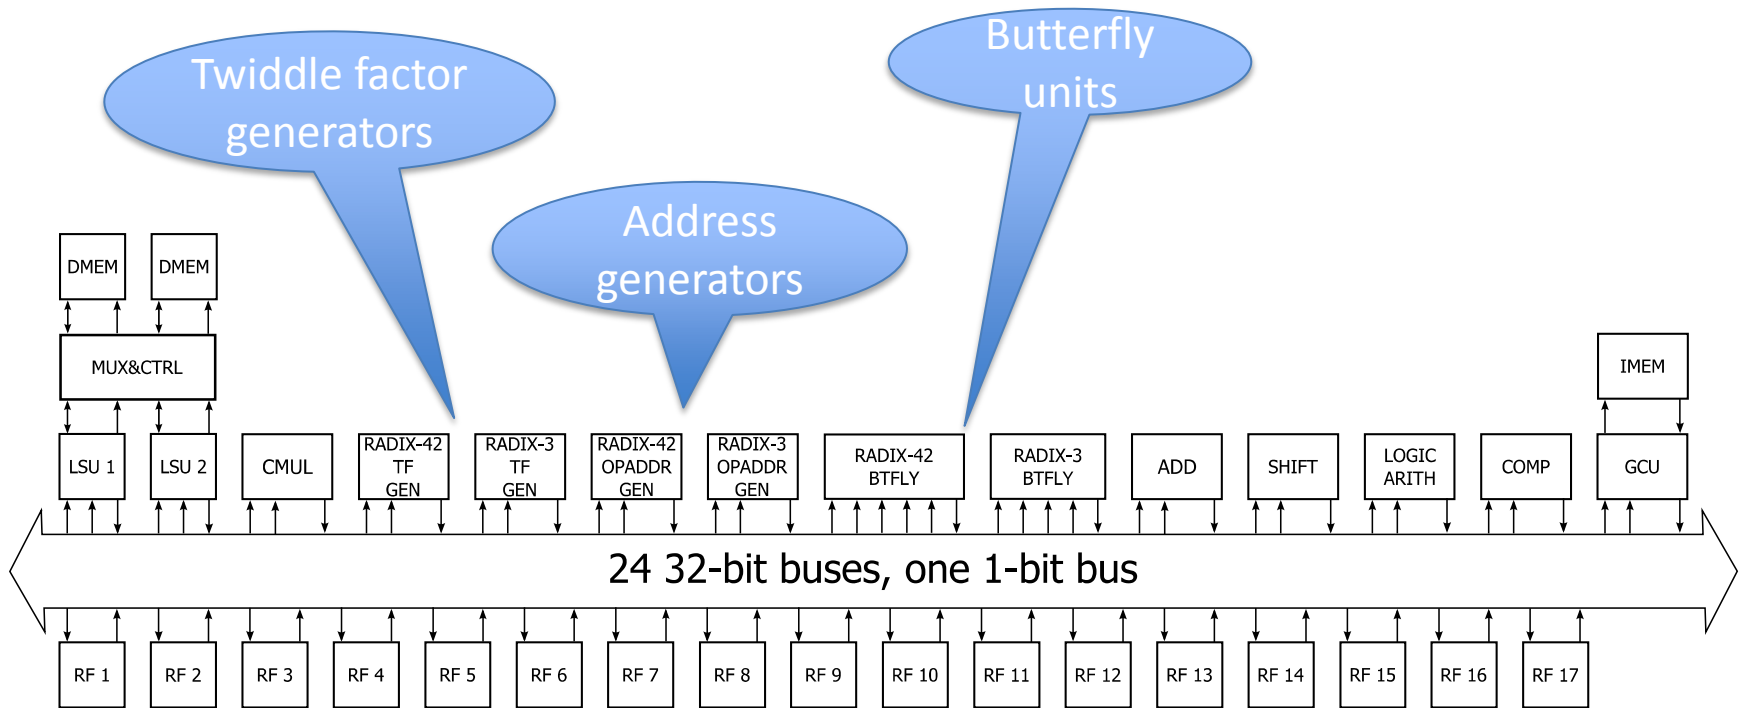 Twiddle factor
generators
Butterfly
units
Address
generators
DMEM
DMEM
MUX&CTRL
IMEM
LSU 1
LSU 2
CMUL
RADIX-42
TF
GEN
RADIX-3
TF
GEN
RADIX-42
OPADDR
GEN
RADIX-3
OPADDR
GEN
RADIX-42
BTFLY
RADIX-3
BTFLY
ADD
SHIFT
LOGIC
ARITH
COMP
GCU
24 32-bit buses, one 1-bit bus
RF 1
RF 2
RF 3
RF 4
RF 5
RF 6
RF 7
RF 8
RF 9
RF 10
RF 11
RF 12
RF 13
RF 14
RF 15
RF 16
RF 17